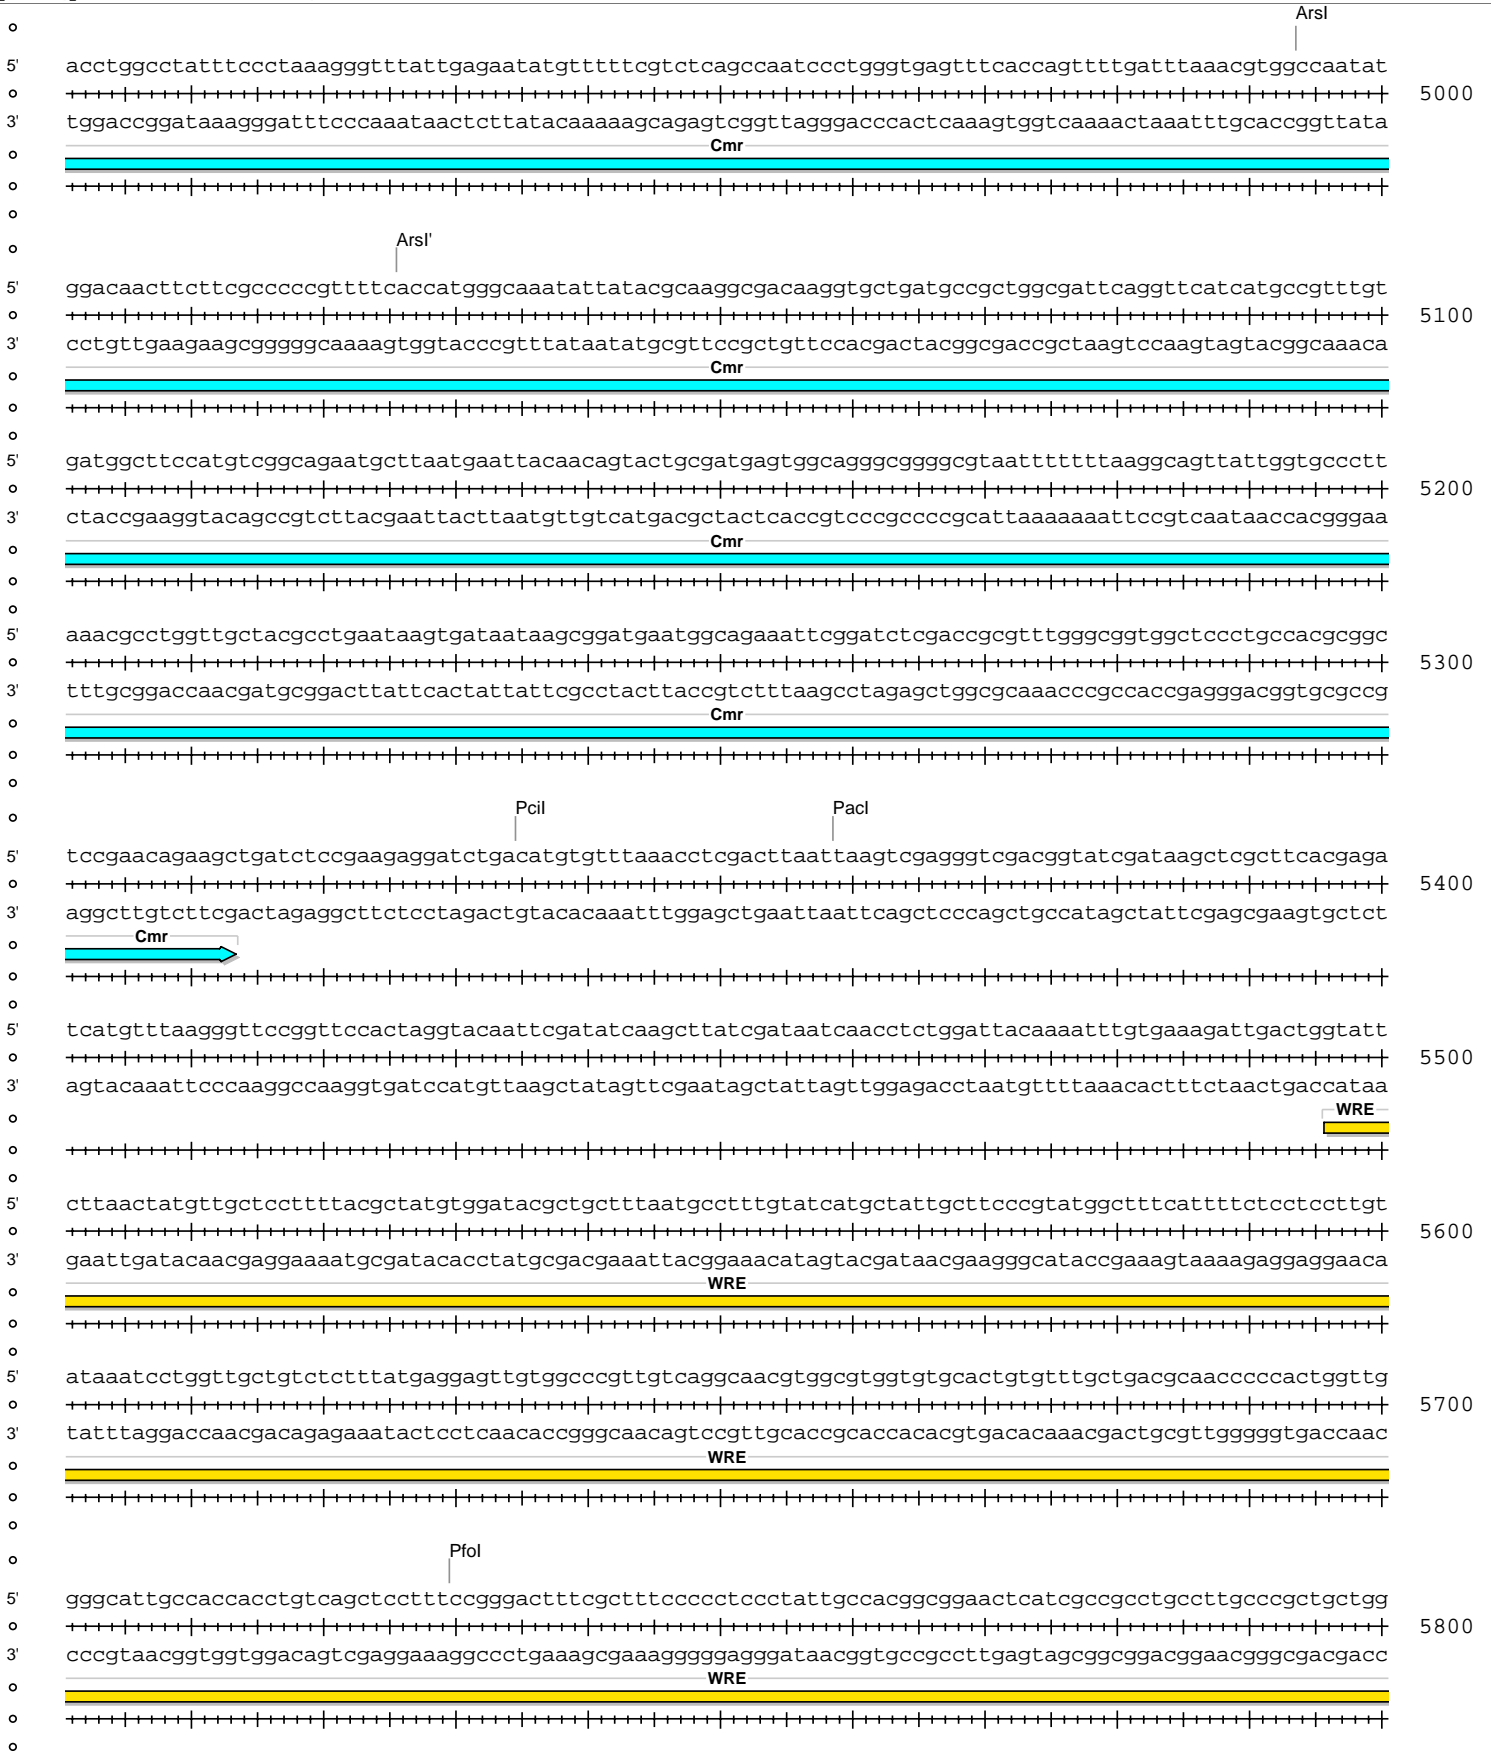 ArsI
5' acctggcctatttccctaaagggtttattgagaatatgtttttcgtctcagccaatccctgggtgagtttcaccagttttgatttaaacgtggccaatat
5000
3' tggaccggataaagggatttcccaaataactcttatacaaaaagcagagtcggttagggacccactcaaagtggtcaaaactaaatttgcaccggttata
Cmr
ArsI'
5' ggacaacttcttcgcccccgttttcaccatgggcaaatattatacgcaaggcgacaaggtgctgatgccgctggcgattcaggttcatcatgccgtttgt
5100
3' cctgttgaagaagcgggggcaaaagtggtacccgtttataatatgcgttccgctgttccacgactacggcgaccgctaagtccaagtagtacggcaaaca
Cmr
5' gatggcttccatgtcggcagaatgcttaatgaattacaacagtactgcgatgagtggcagggcggggcgtaatttttttaaggcagttattggtgccctt
5200
3' ctaccgaaggtacagccgtcttacgaattacttaatgttgtcatgacgctactcaccgtcccgccccgcattaaaaaaattccgtcaataaccacgggaa
Cmr
5' aaacgcctggttgctacgcctgaataagtgataataagcggatgaatggcagaaattcggatctcgaccgcgtttgggcggtggctccctgccacgcggc
5300
3' tttgcggaccaacgatgcggacttattcactattattcgcctacttaccgtctttaagcctagagctggcgcaaacccgccaccgagggacggtgcgccg
Cmr
PciI PacI
5' tccgaacagaagctgatctccgaagaggatctgacatgtgtttaaacctcgacttaattaagtcgagggtcgacggtatcgataagctcgcttcacgaga
5400
3' aggcttgtcttcgactagaggcttctcctagactgtacacaaatttggagctgaattaattcagctcccagctgccatagctattcgagcgaagtgctct
Cmr
5' tcatgtttaagggttccggttccactaggtacaattcgatatcaagcttatcgataatcaacctctggattacaaaatttgtgaaagattgactggtatt
5500
3' agtacaaattcccaaggccaaggtgatccatgttaagctatagttcgaatagctattagttggagacctaatgttttaaacactttctaactgaccataa
WRE
5' cttaactatgttgctccttttacgctatgtggatacgctgctttaatgcctttgtatcatgctattgcttcccgtatggctttcattttctcctccttgt
5600
3' gaattgatacaacgaggaaaatgcgatacacctatgcgacgaaattacggaaacatagtacgataacgaagggcataccgaaagtaaaagaggaggaaca
WRE
5' ataaatcctggttgctgtctctttatgaggagttgtggcccgttgtcaggcaacgtggcgtggtgtgcactgtgtttgctgacgcaacccccactggttg
5700
3' tatttaggaccaacgacagagaaatactcctcaacaccgggcaacagtccgttgcaccgcaccacacgtgacacaaacgactgcgttgggggtgaccaac
WRE
PfoI
5' gggcattgccaccacctgtcagctcctttccgggactttcgctttccccctccctattgccacggcggaactcatcgccgcctgccttgcccgctgctgg
5800
3' cccgtaacggtggtggacagtcgaggaaaggccctgaaagcgaaagggggagggataacggtgccgccttgagtagcggcggacggaacgggcgacgacc
WRE